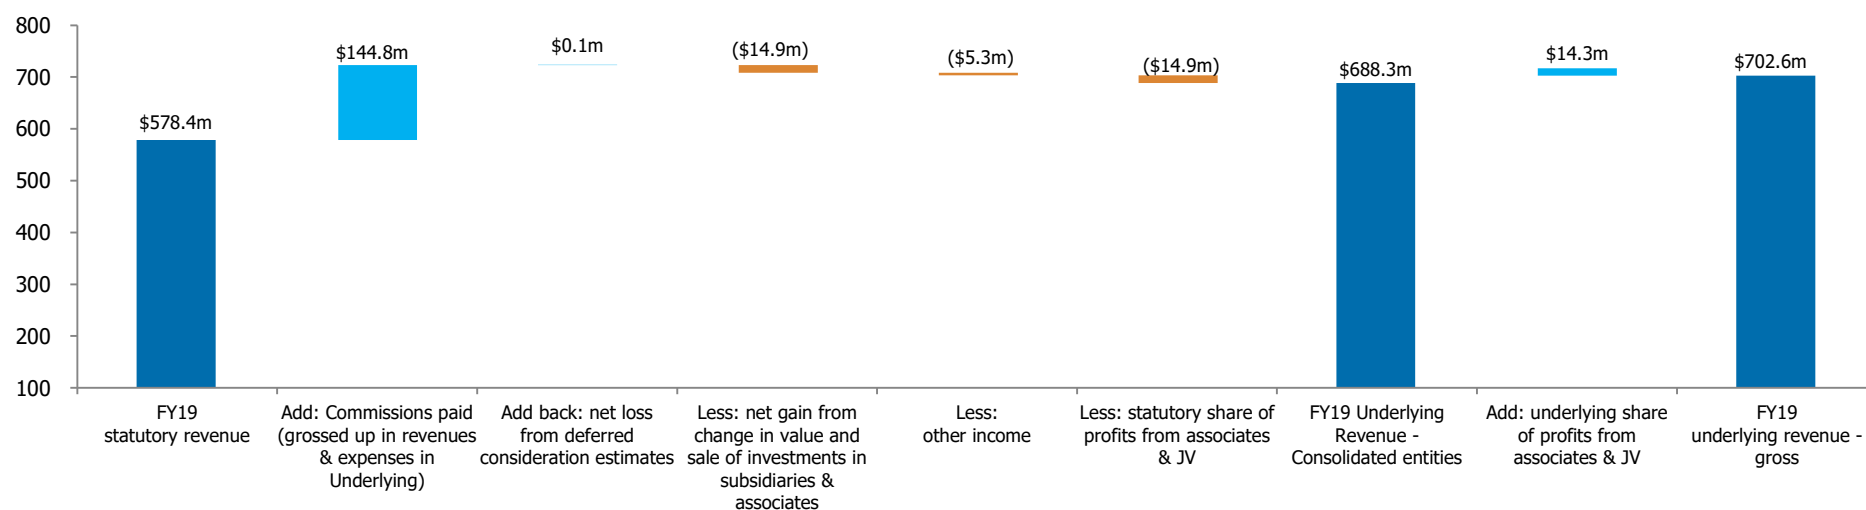 800
700
600
500
400
300
200
100
$578.4m
$144.8m
$0.1m
($14.9m)
($5.3m)
($14.9m)
$688.3m
$14.3m
$702.6m
FY19
statutory revenue
Add: Commissions paid
(grossed up in revenues
& expenses in
Underlying)
Add back: net loss
from deferred
consideration estimates
Less: net gain from
change in value and
sale of investments in
subsidiaries &
associates
Less:
other income
Less: statutory share of
profits from associates
& JV
FY19 Underlying
Revenue -
Consolidated entities
Add: underlying share
of profits from
associates & JV
FY19
underlying revenue -
gross